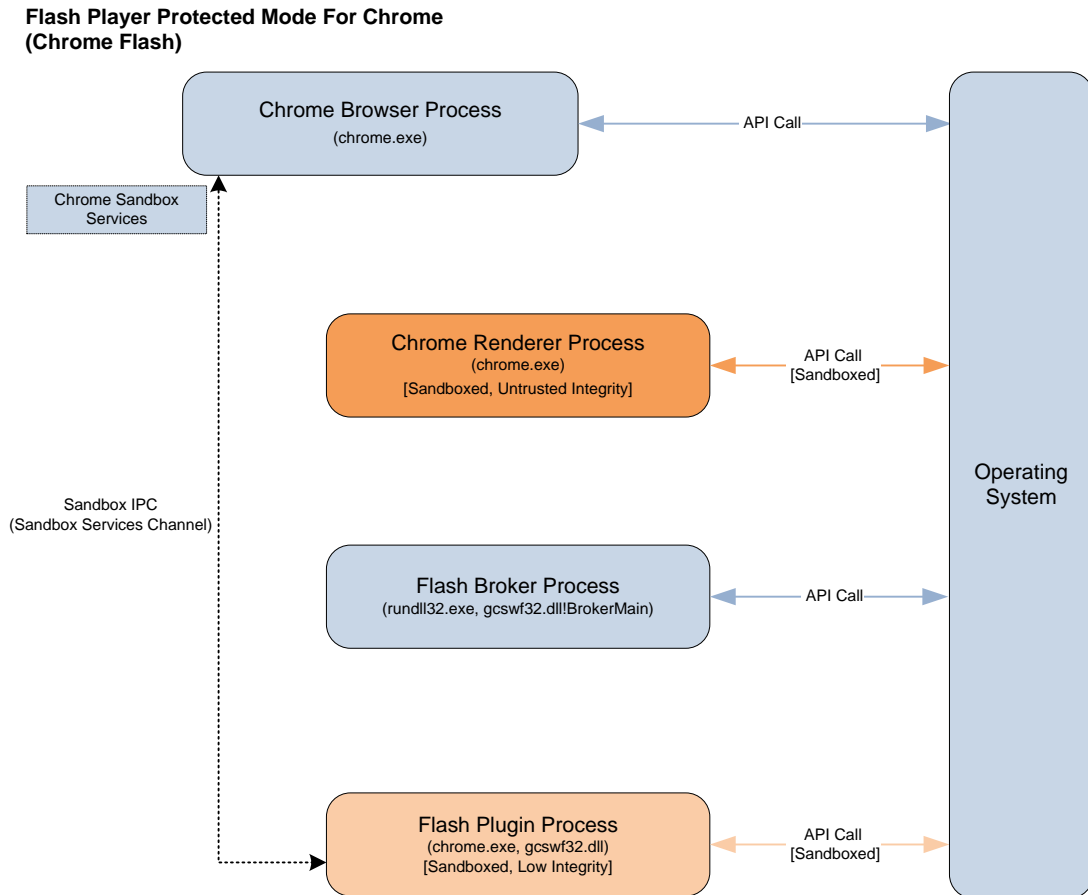 Flash Player Protected Mode For Chrome
(Chrome Flash)
Chrome Browser Process
(chrome.exe)
API Call
Chrome Sandbox
Services
Chrome Renderer Process
(chrome.exe)
[Sandboxed, Untrusted Integrity]
API Call
[Sandboxed]
Operating
System
Sandbox IPC
(Sandbox Services Channel)
Flash Broker Process
(rundll32.exe, gcswf32.dll!BrokerMain)
API Call
Flash Plugin Process
(chrome.exe, gcswf32.dll)
[Sandboxed, Low Integrity]
API Call
[Sandboxed]